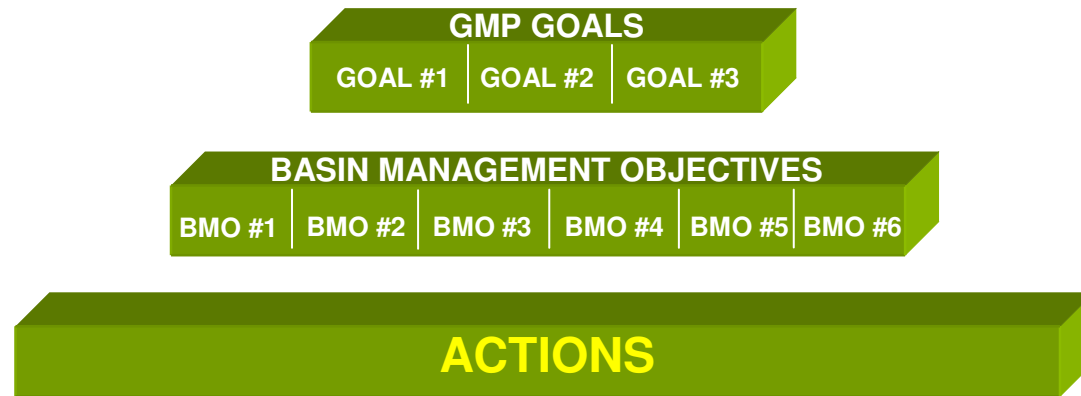 GMP GOALS
GOAL #1 GOAL #2 GOAL #3
BASIN MANAGEMENT OBJECTIVES
BMO #1 BMO #2 BMO #3 BMO #4 BMO #5 BMO #6
ACTIONS